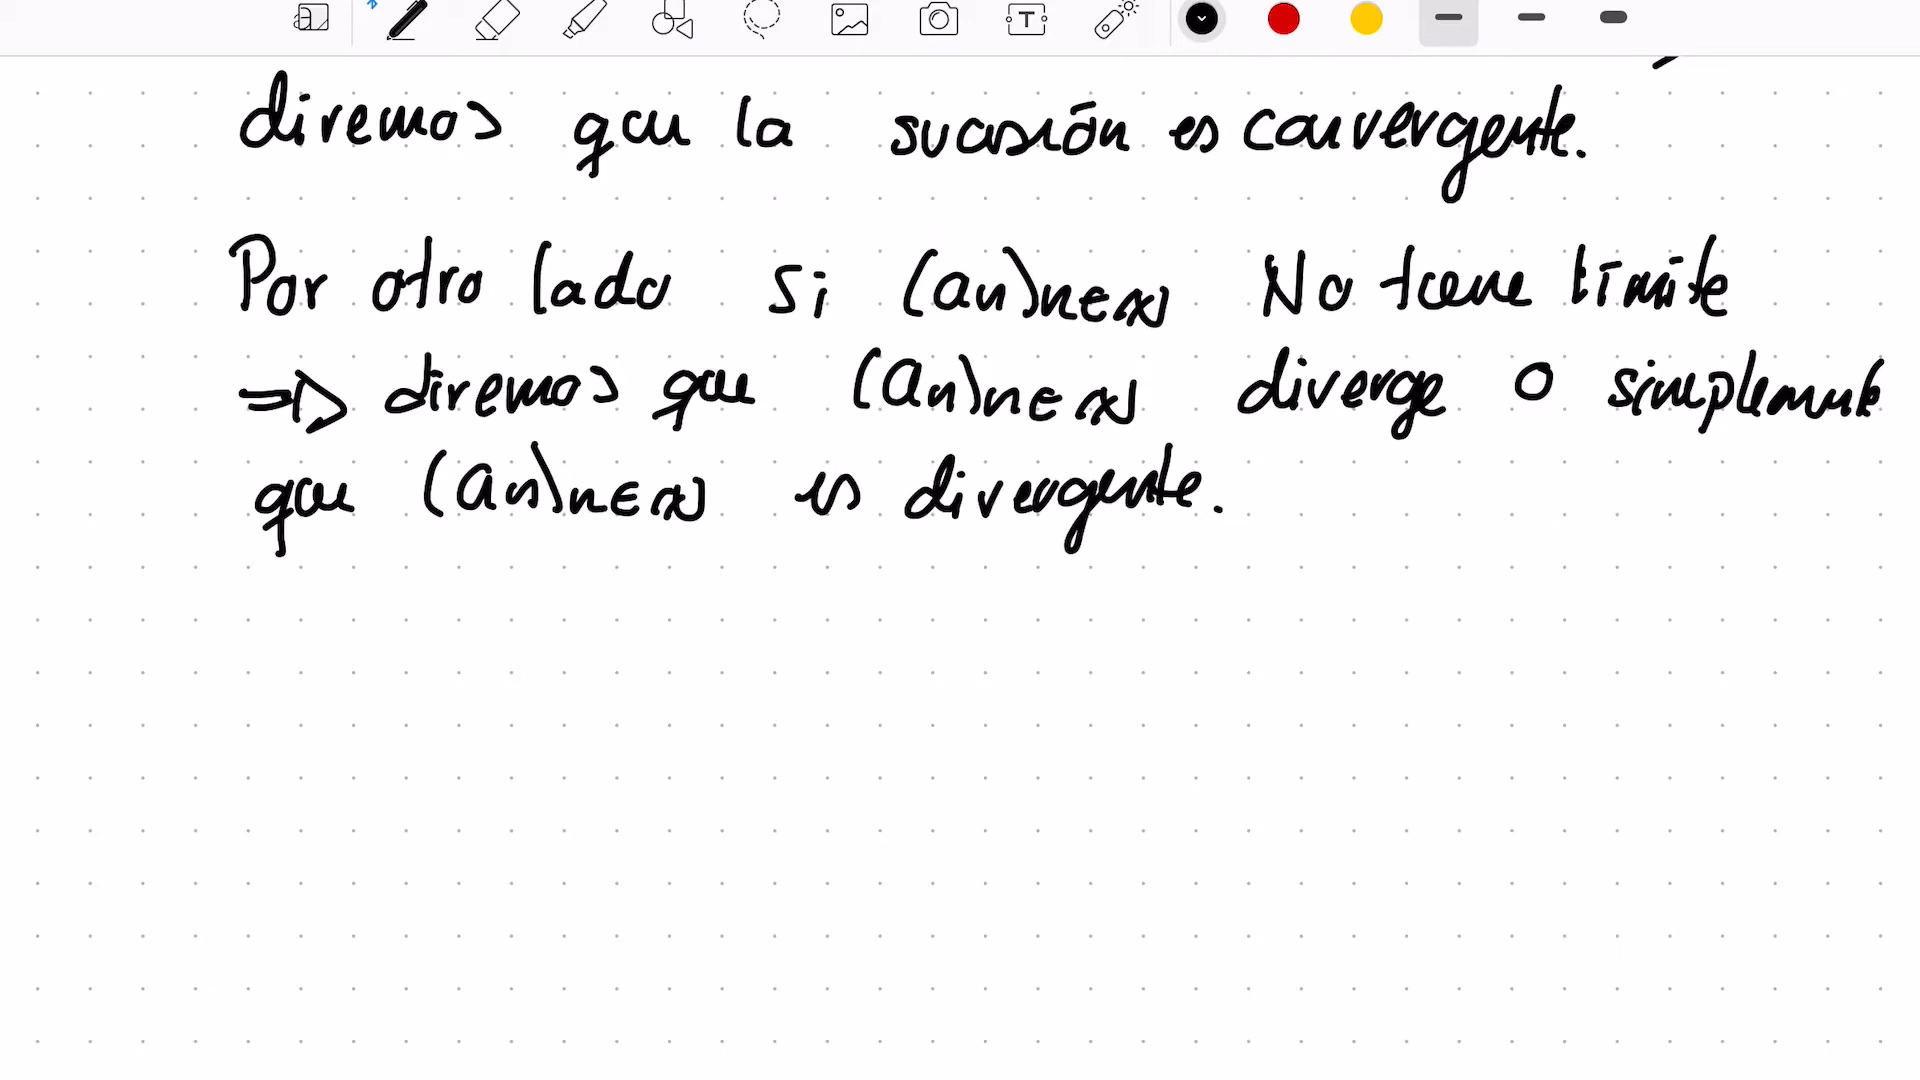 diremos que la sucesión es convergente.
Por otro lado si (an)n∈ℕ No tiene límite
⇒ diremos que (an)n∈ℕ diverge o simplemente
que (an)n∈ℕ es divergente.